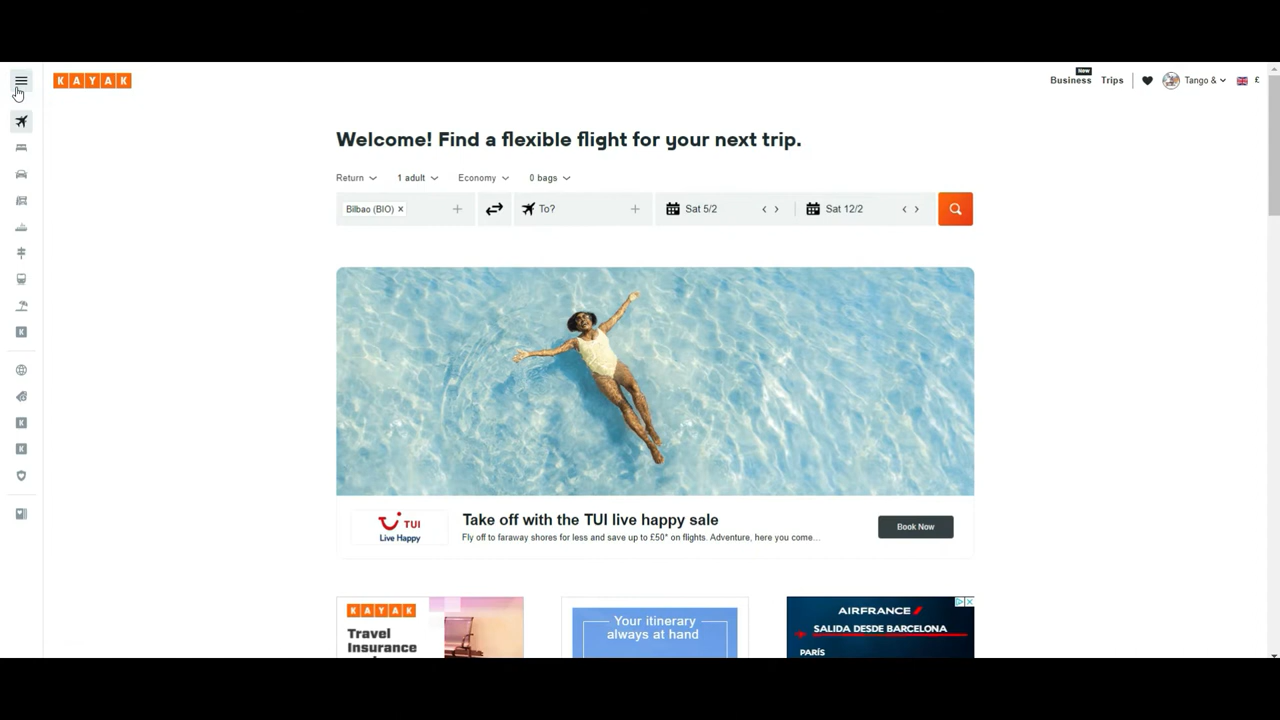 KAYAK
New
Business
Trips
Tango &
£
Welcome! Find a flexible flight for your next trip.
Return
1 adult
Economy
0 bags
Bilbao (BIO) ×
To?
Sat 5/2
Sat 12/2
TUI
Live Happy
Take off with the TUI live happy sale
Fly off to faraway shores for less and save up to £50* on flights. Adventure, here you come...
Book Now
KAYAK
Travel
Insurance
Your itinerary
always at hand
AIRFRANCE
SALIDA DESDE BARCELONA
PARÍS